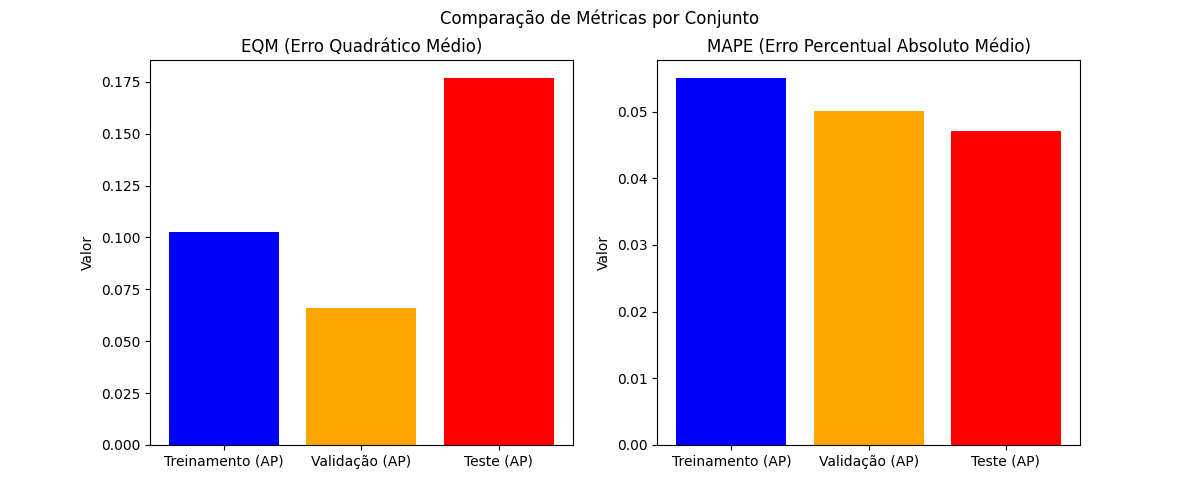 Comparação de Métricas por Conjunto
EQM (Erro Quadrático Médio)
0.175
0.150
0.125
0.100
0.075
0.050
0.025
0.000
Valor
Treinamento (AP) Validação (AP) Teste (AP)
MAPE (Erro Percentual Absoluto Médio)
0.05
0.04
0.03
0.02
0.01
0.00
Valor
Treinamento (AP) Validação (AP) Teste (AP)